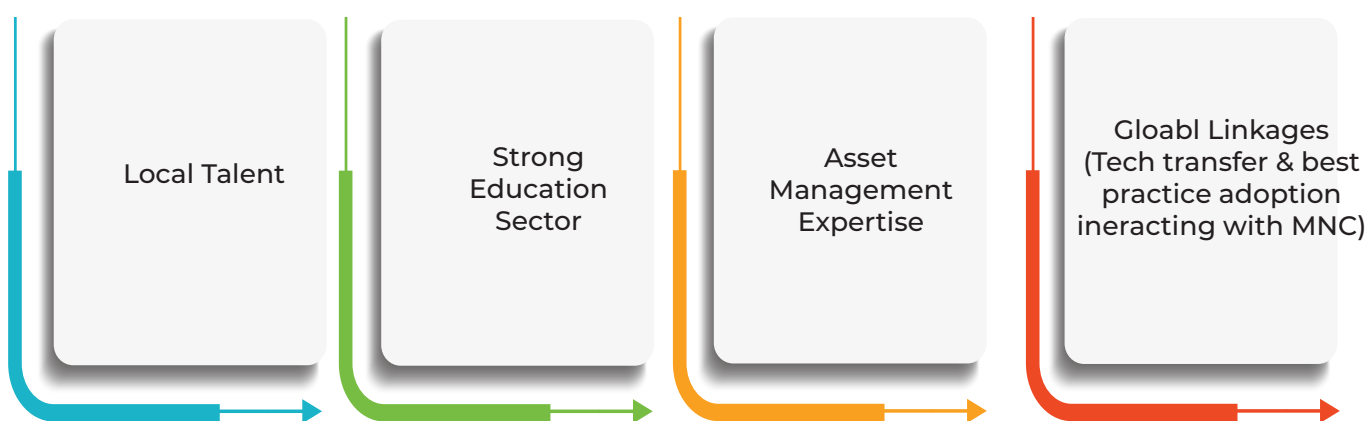 Local Talent
Strong
Education
Sector
Asset
Management
Expertise
Gloabl Linkages
(Tech transfer & best
practice adoption
ineracting with MNC)